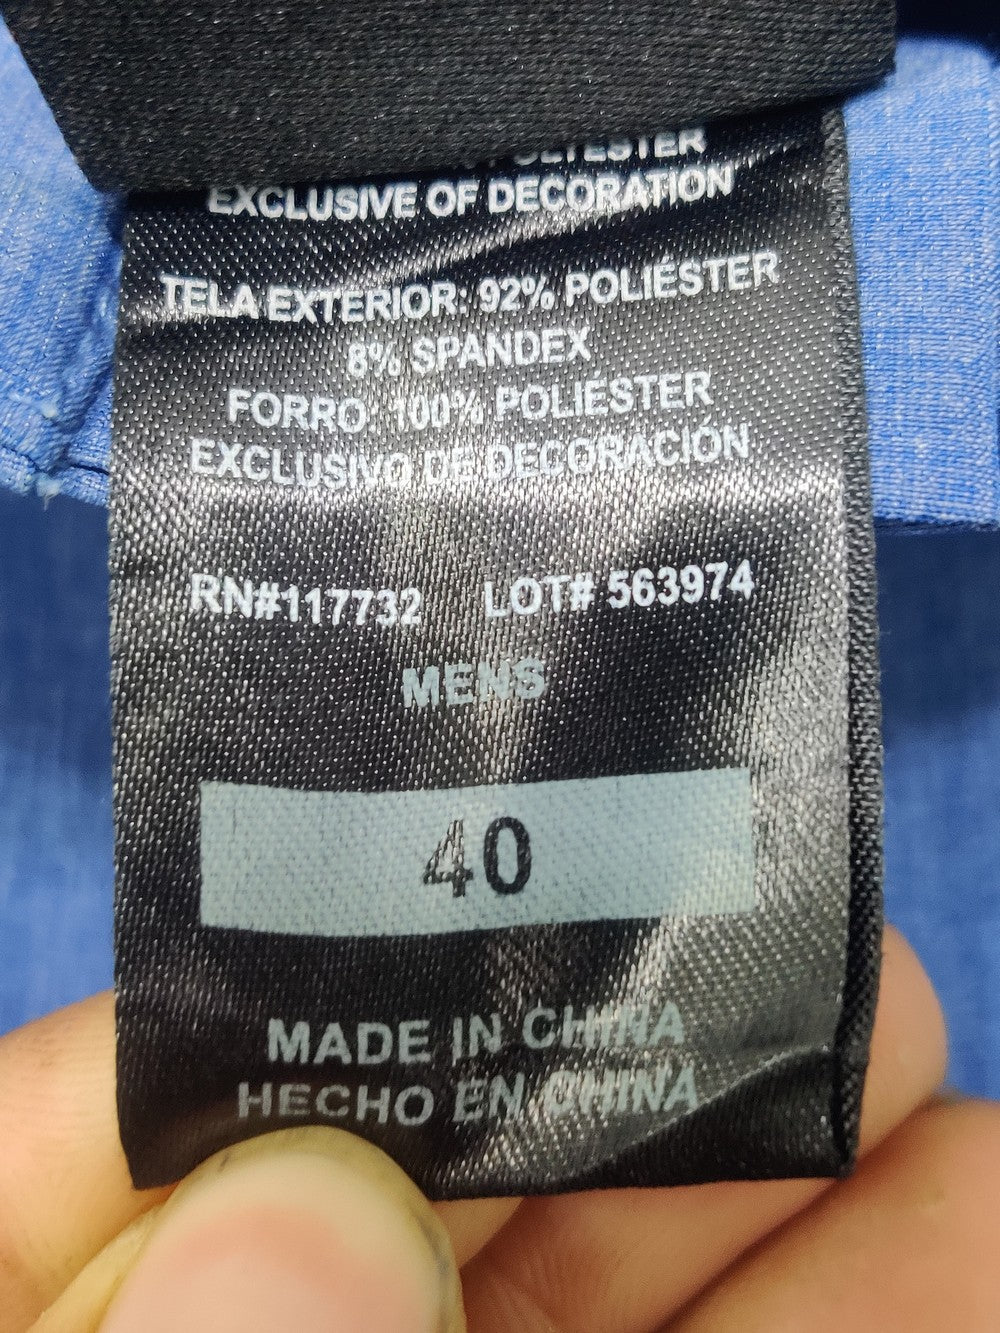 POLYESTER
EXCLUSIVE OF DECORATION
TELA EXTERIOR: 92% POLIÉSTER
8% SPANDEX
FORRO: 100% POLIÉSTER
EXCLUSIVO DE DECORACIÓN
RN#117732 LOT# 563974
MENS
40
MADE IN CHINA
HECHO EN CHINA